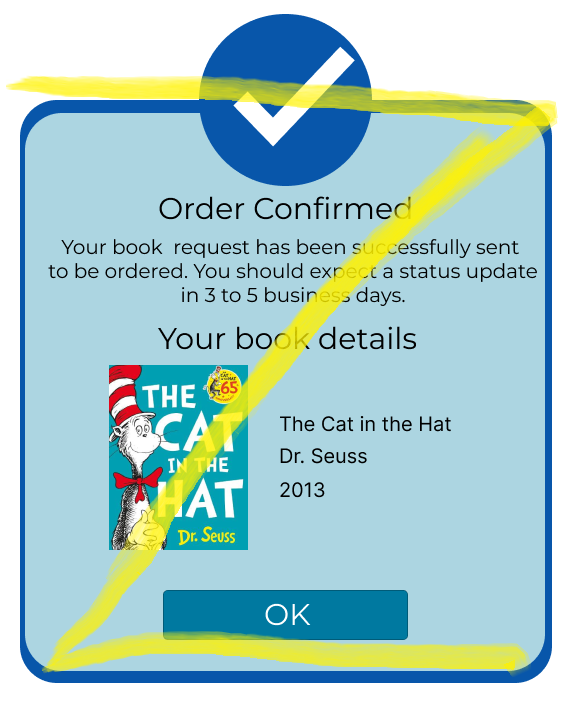 Order Confirmed
Your book  request has been successfully sent
to be ordered. You should expect a status update
in 3 to 5 business days.
Your book details
THE
CAT
IN THE
HAT
65
Dr. Seuss
The Cat in the Hat
Dr. Seuss
2013
OK